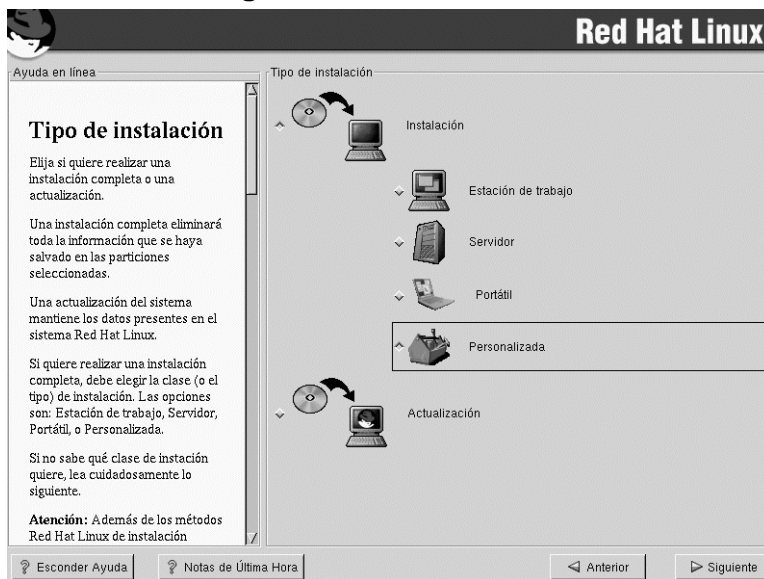 Red Hat Linux
Ayuda en línea
Tipo de instalación
Elija si quiere realizar una
instalación completa o una
actualización.
Una instalación completa eliminará
toda la información que se haya
salvado en las particiones
seleccionadas.
Una actualización del sistema
mantiene los datos presentes en el
sistema Red Hat Linux.
Si quiere realizar una instalación
completa, debe elegir la clase (o el
tipo) de instalación. Las opciones
son: Estación de trabajo, Servidor,
Portátil, o Personalizada.
Si no sabe qué clase de instación
quiere, lea cuidadosamente lo
siguiente.
Atención: Además de los métodos
Red Hat Linux de instalación
Tipo de instalación
Instalación
Estación de trabajo
Servidor
Portátil
Personalizada
Actualización
? Esconder Ayuda
? Notas de Última Hora
Anterior
Siguiente